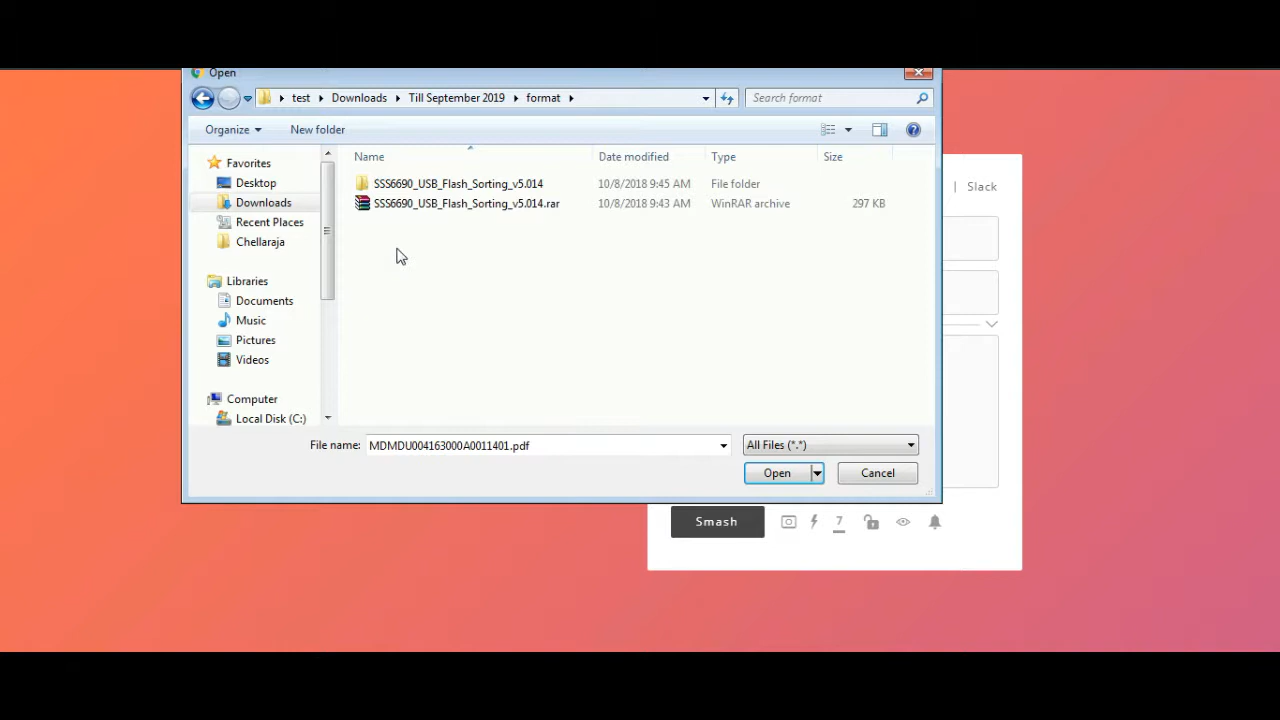 Open
test Downloads Till September 2019 format Search format
Organize New folder
Name Date modified Type Size
Favorites
Desktop
Downloads
Recent Places
Chellaraja
Libraries
Documents
Music
Pictures
Videos
Computer
Local Disk (C:)
SSS6690_USB_Flash_Sorting_v5.014 10/8/2018 9:45 AM File folder
SSS6690_USB_Flash_Sorting_v5.014.rar 10/8/2018 9:43 AM WinRAR archive 297 KB
File name: MDMDU004163000A0011401.pdf All Files (*.*)
Open Cancel
| Slack
Smash 7